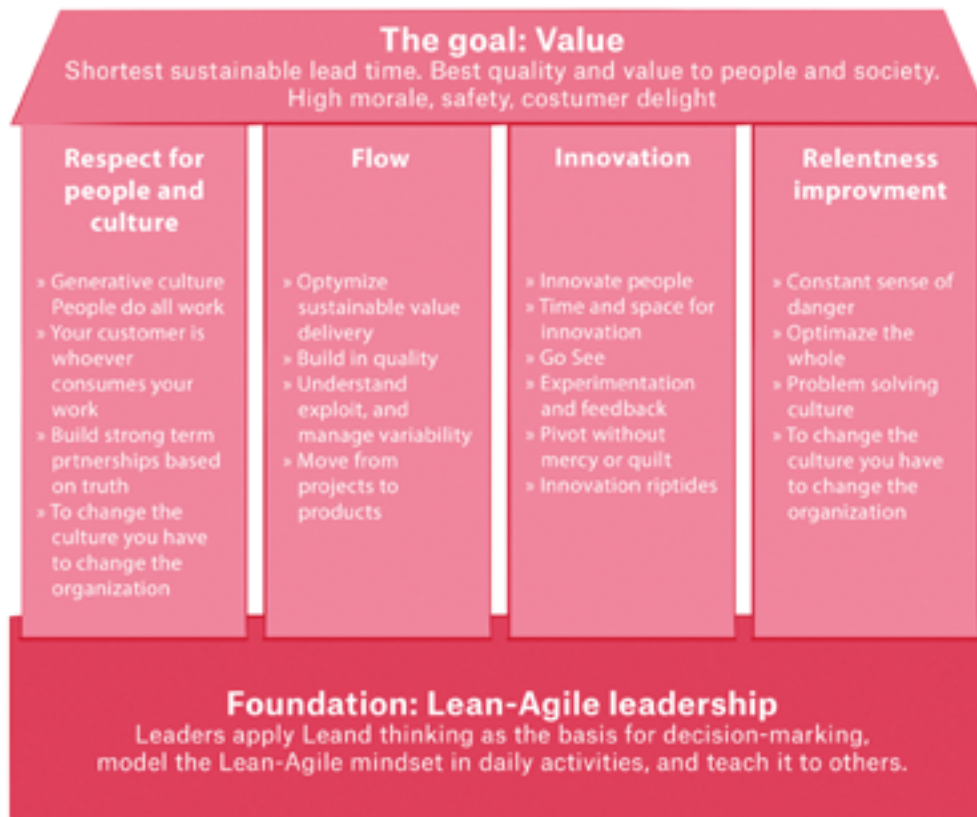 The goal: Value
Shortest sustainable lead time. Best quality and value to people and society.
High morale, safety, costumer delight
Respect for
people and
culture
» Generative culture
People do all work
» Your customer is
whoever
consumes your
work
» Build strong term
prtnerships based
on truth
» To change the
culture you have
to change the
organization
Flow
» Optymize
sustainable value
delivery
» Build in quality
» Understand
exploit, and
manage variability
» Move from
projects to
products
Innovation
» Innovate people
» Time and space for
innovation
» Go See
» Experimentation
and feedback
» Pivot without
mercy or quilt
» Innovation riptides
Relentness
improvment
» Constant sense of
danger
» Optimaze the
whole
» Problem solving
culture
» To change the
culture you have
to change the
organization
Foundation: Lean-Agile leadership
Leaders apply Leand thinking as the basis for decision-marking,
model the Lean-Agile mindset in daily activities, and teach it to others.